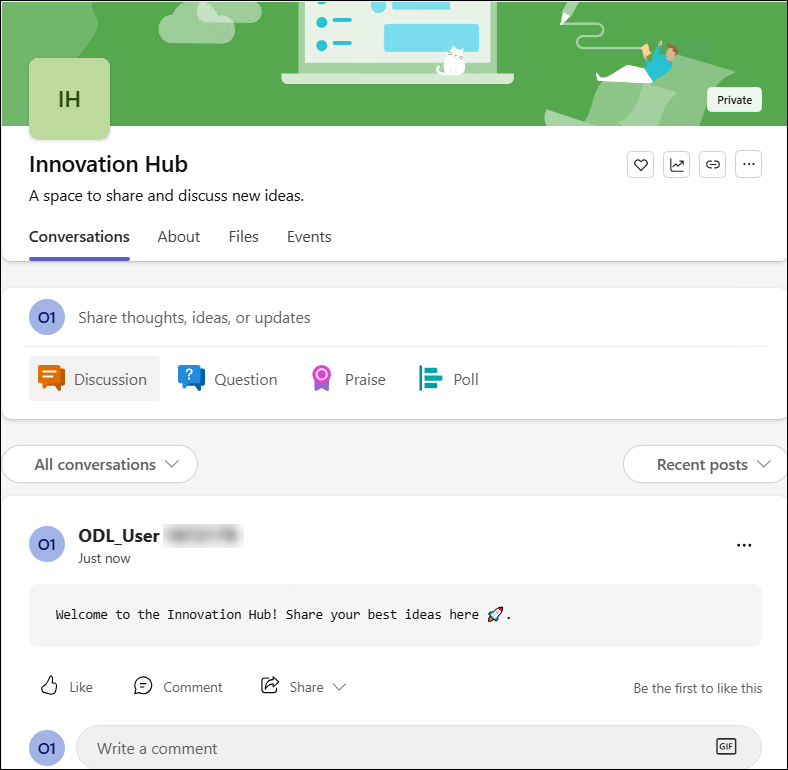 IH
Private
Innovation Hub
A space to share and discuss new ideas.
Conversations About Files Events
O1 Share thoughts, ideas, or updates
Discussion ? Question Praise Poll
All conversations Recent posts
O1 ODL_User
Just now
Welcome to the Innovation Hub! Share your best ideas here 🚀.
Like Comment Share Be the first to like this
O1 Write a comment GIF